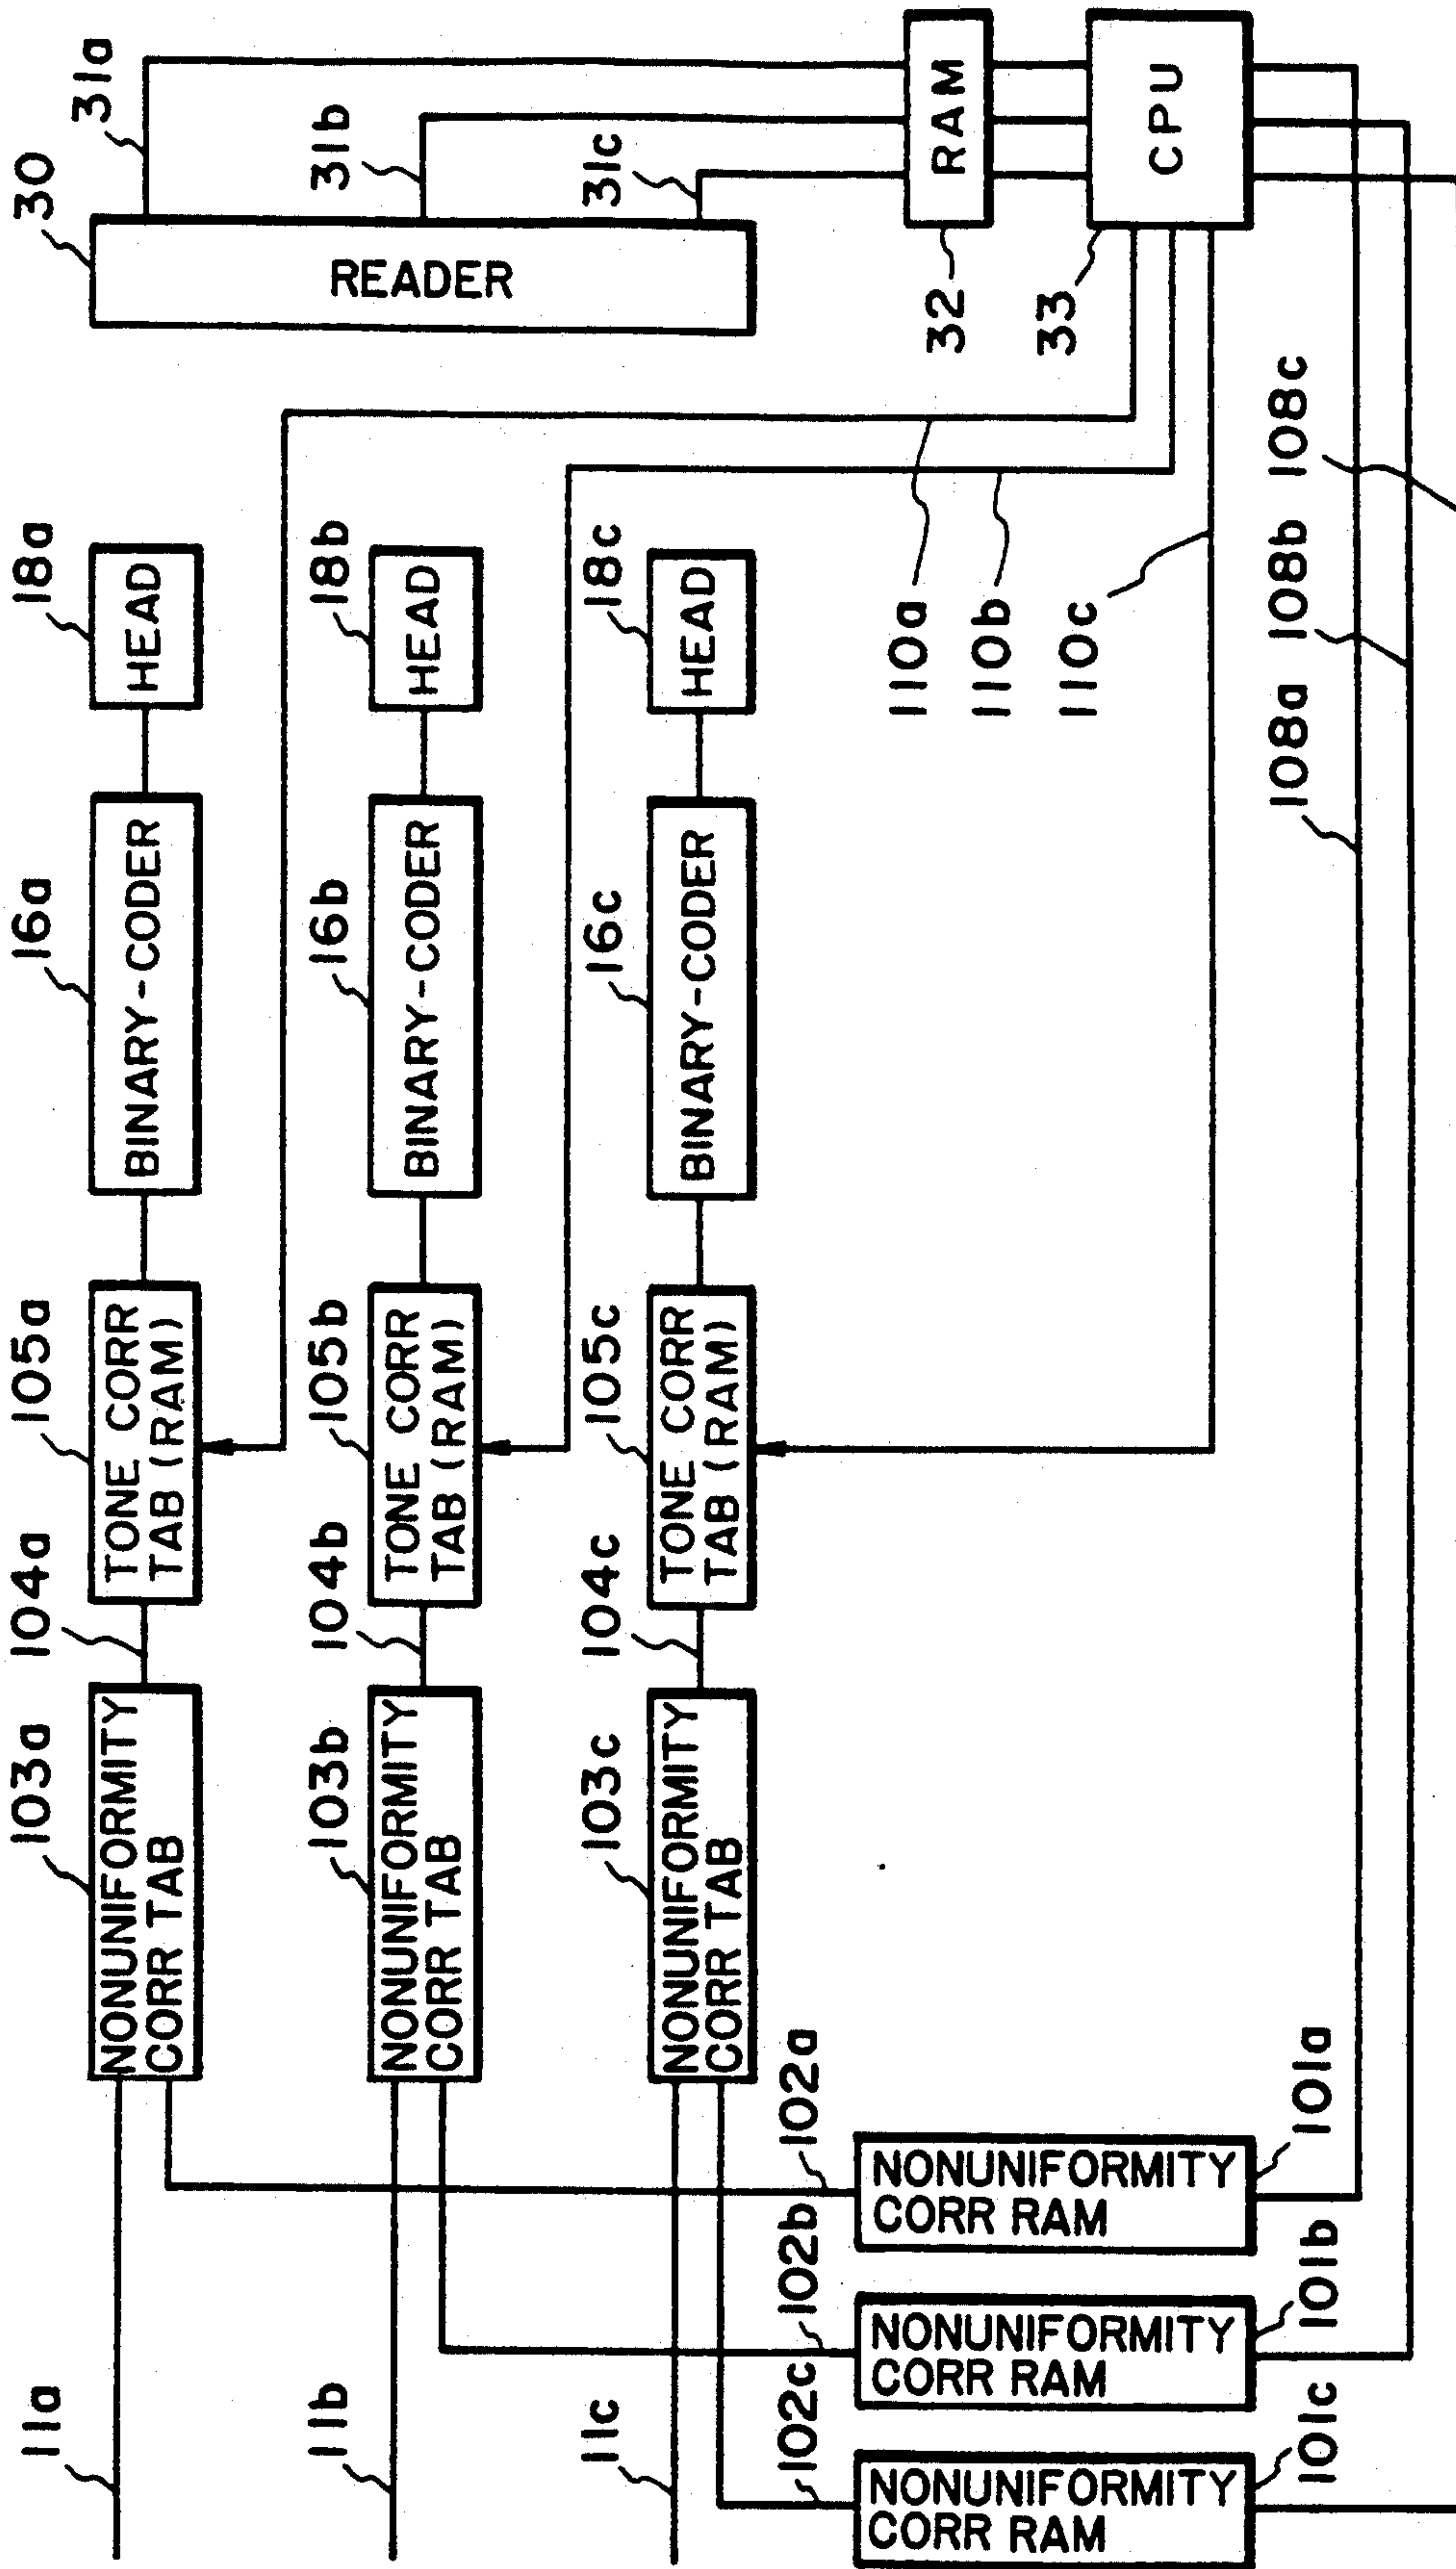 11a
103a
104a
105a
16a
18a
30
31a
NONUNIFORMITY
CORR TAB
TONE CORR
TAB (RAM)
BINARY-CODER
HEAD
READER
11b
103b
104b
105b
16b
18b
31b
NONUNIFORMITY
CORR TAB
TONE CORR
TAB (RAM)
BINARY-CODER
HEAD
11c
103c
104c
105c
16c
18c
31c
NONUNIFORMITY
CORR TAB
TONE CORR
TAB (RAM)
BINARY-CODER
HEAD
102c
102b
102a
110a
110b
110c
32
RAM
33
CPU
NONUNIFORMITY
CORR RAM
NONUNIFORMITY
CORR RAM
NONUNIFORMITY
CORR RAM
101c
101b
101a
108a
108b
108c